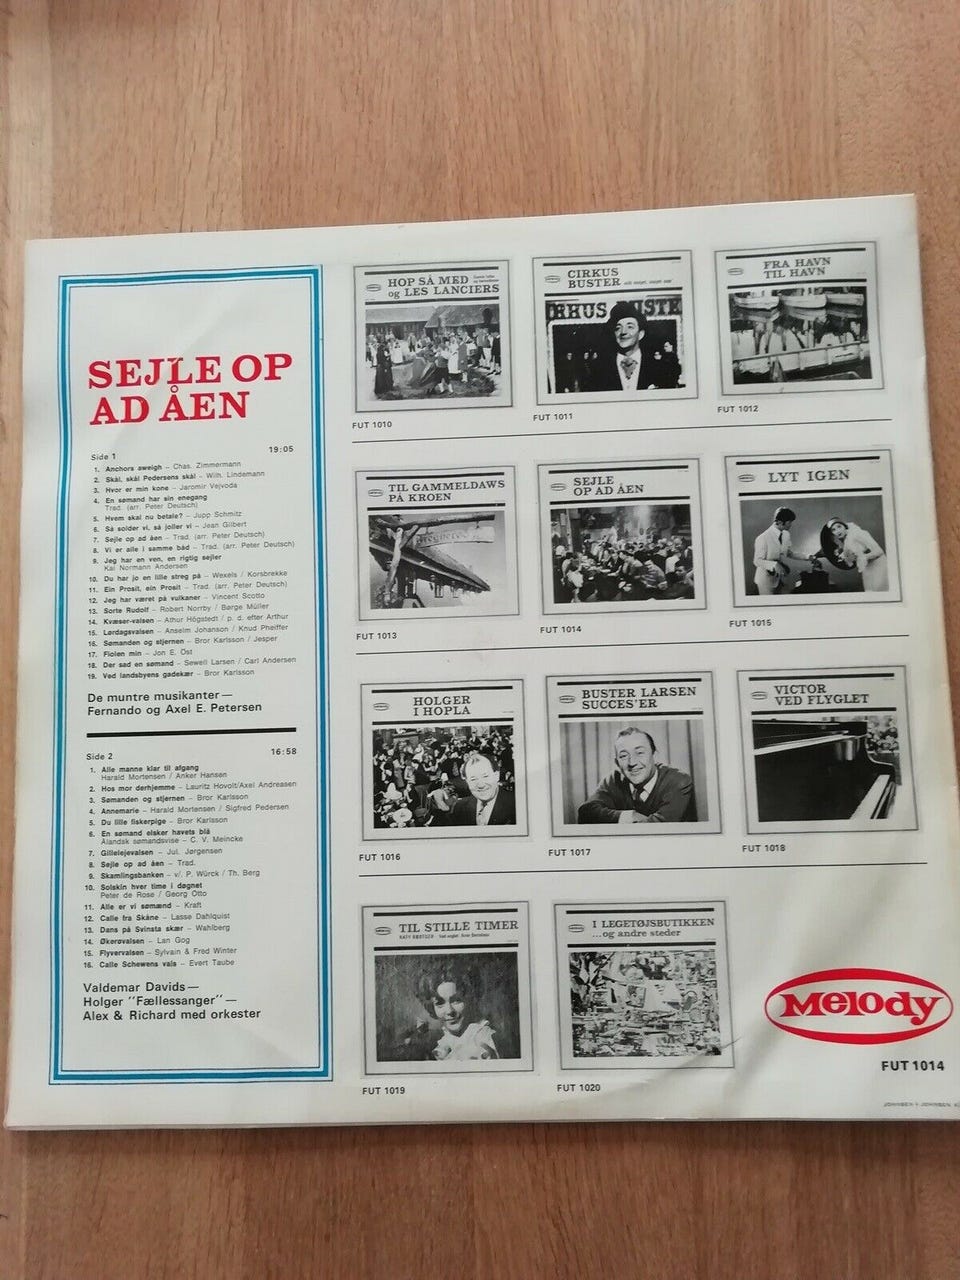 SEJLE OP
AD ÅEN
Side 1
19:05
1. Anchors aweigh – Chas. Zimmermann
2. Skål, skål Pedersens skål – Wilh. Lindemann
3. Hvor er min kone – Jaromir Vejvoda
4. En sømand har sin enegang
Trad. (arr. Peter Deutsch)
5. Hvem skal nu betale? – Jupp Schmitz
6. Så solder vi, så joller vi – Jean Gilbert
7. Sejle op ad åen – Trad. (arr. Peter Deutsch)
8. Vi er alle i samme båd – Trad. (arr. Peter Deutsch)
9. Jeg har en ven, en rigtig sejler
Kai Normann Andersen
10. Du har jo en lille streg på – Wexels / Korsbrekke
11. Ein Prosit, ein Prosit – Trad. (arr. Peter Deutsch)
12. Jeg har været på vulkaner – Vincent Scotto
13. Sorte Rudolf – Robert Norrby / Børge Müller
14. Kvæser-valsen – Athur Högstedt / p. d. efter Arthur
15. Lørdagsvalsen – Anselm Johanson / Knud Pheiffer
16. Sømanden og stjernen – Bror Karlsson / Jesper
17. Fiolen min – Jon E. Öst
18. Der sad en sømand – Sewell Larsen / Carl Andersen
19. Ved landsbyens gadekær – Bror Karlsson
De muntre musikanter —
Fernando og Axel E. Petersen
Side 2
16:58
1. Alle manne klar til afgang
Harald Mortensen / Anker Hansen
2. Hos mor derhjemme – Lauritz Hovolt/Axel Andreasen
3. Sømanden og stjernen – Bror Karlsson
4. Annemarie – Harald Mortensen / Sigfred Pedersen
5. Du lille fiskerpige – Bror Karlsson
6. En sømand elsker havets blå
Alandsk sømandsvise – C. V. Meincke
7. Gillelejevalsen – Jul. Jørgensen
8. Sejle op ad åen – Trad.
9. Skamlingsbanken – v/. P. Würck / Th. Berg
10. Solskin hver time i døgnet
Peter de Rose / Georg Otto
11. Alle er vi sømænd – Kraft
12. Calle fra Skåne – Lasse Dahlquist
13. Dans på Svinsta skær – Wahlberg
14. Økerøvalsen – Lan Gog
15. Flyvervalsen – Sylvain & Fred Winter
16. Calle Schewens vals – Evert Taube
Valdemar Davids —
Holger "Fællessanger" —
Alex & Richard med orkester
HOP SÅ MED
og LES LANCIERS
FUT 1010
CIRKUS
BUSTER
FUT 1011
FRA HAVN
TIL HAVN
FUT 1012
TIL GAMMELDAWS
PÅ KROEN
FUT 1013
SEJLE
OP AD ÅEN
FUT 1014
LYT IGEN
FUT 1015
HOLGER
I HOPLA
FUT 1016
BUSTER LARSEN
SUCCES'ER
FUT 1017
VICTOR
VED FLYGLET
FUT 1018
TIL STILLE TIMER
FUT 1019
I LEGETØJSBUTIKKEN
...og andre steder
FUT 1020
Melody
FUT 1014
JOHNSEN + JOHNSEN